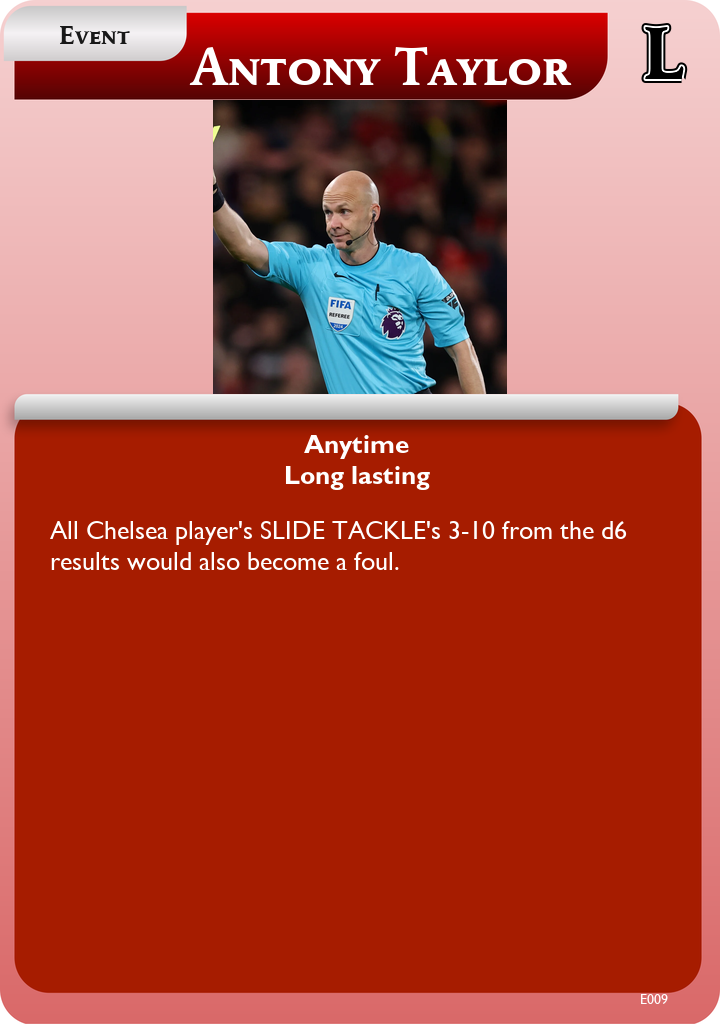 Event
Antony Taylor
L
FIFA
REFEREE
2024
Anytime
Long lasting
All Chelsea player's SLIDE TACKLE's 3-10 from the d6
results would also become a foul.
E009